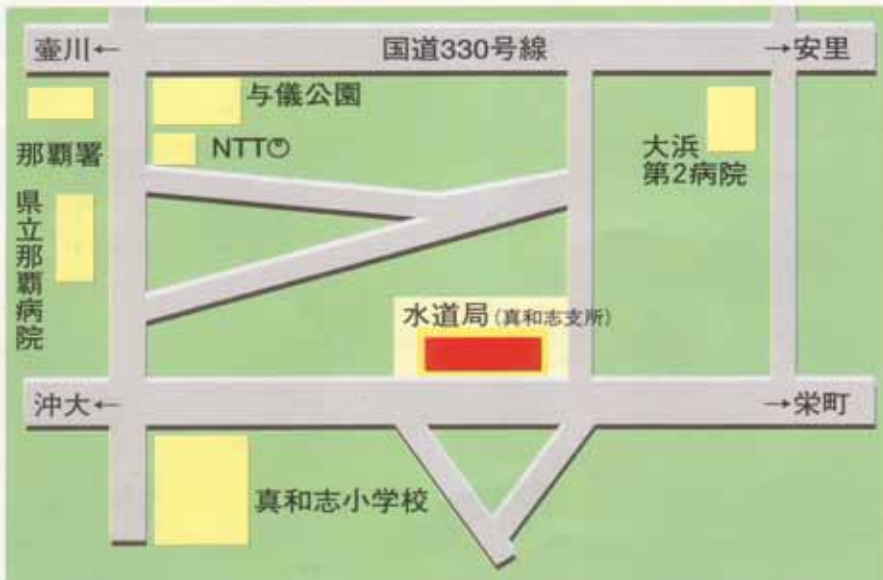 壷川←
国道330号線
→安里
与儀公園
那覇署
NTT
大浜
第2病院
県立那覇病院
水道局(真和志支所)
沖大←
→栄町
真和志小学校